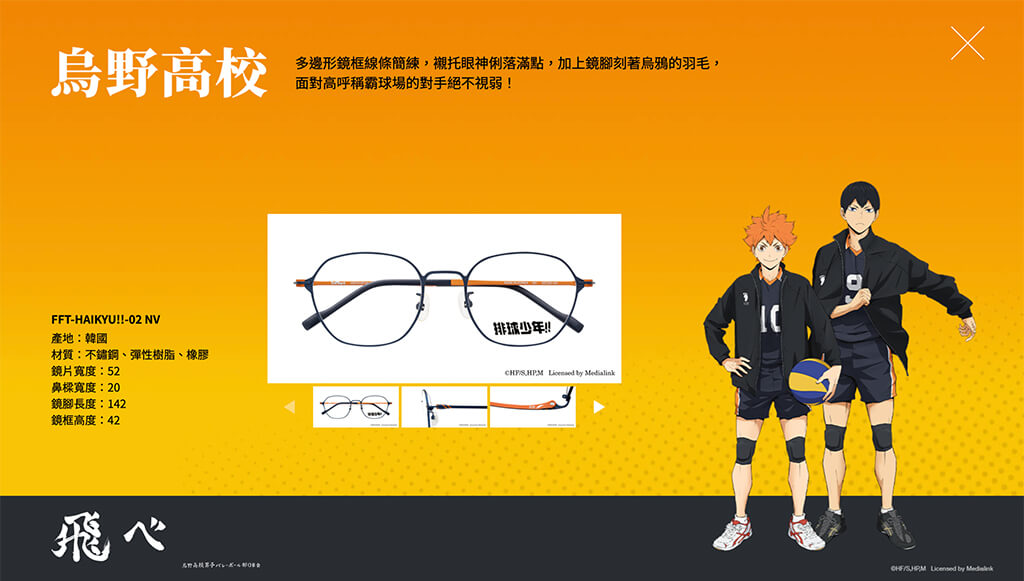 烏野高校
多邊形鏡框線條簡練，襯托眼神俐落滿點，加上鏡腳刻著烏鴉的羽毛，
面對高呼稱霸球場的對手絕不視弱！
排球少年!!
©HF/S,HP,M Licensed by Medialink
FFT-HAIKYU!!-02 NV
產地：韓國
材質：不鏽鋼、彈性樹脂、橡膠
鏡片寬度：52
鼻樑寬度：20
鏡腳長度：142
鏡框高度：42
排球少年!!
10
9
飛べ
烏野高校男子バレーボール部OB会
©HF/S,HP,M Licensed by Medialink